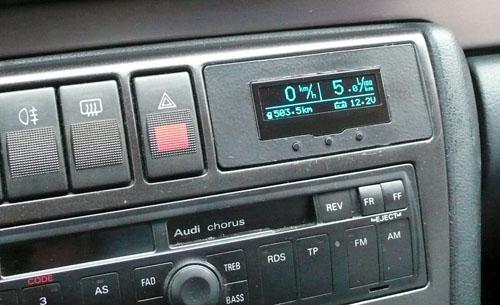 0 km/h 5.0 l/100km
503.5km 12.2V
Audi chorus
REV FR FF
EJECT
CODE
3 AS FAD TREB BASS RDS TP FM AM